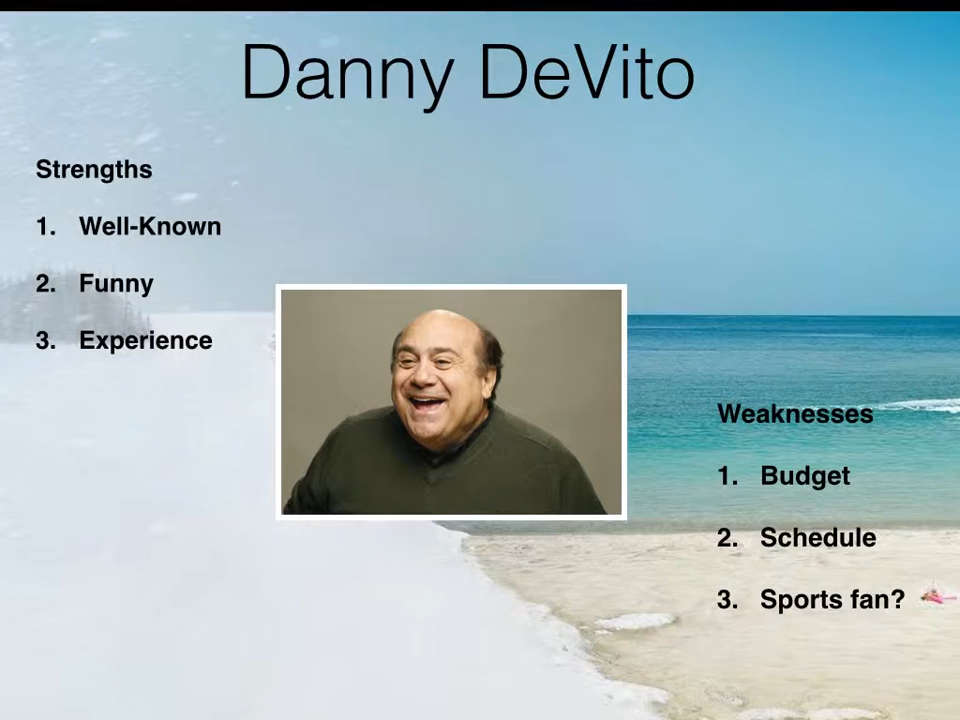 Danny DeVito
Strengths
1. Well-Known
2. Funny
3. Experience
Weaknesses
1. Budget
2. Schedule
3. Sports fan?